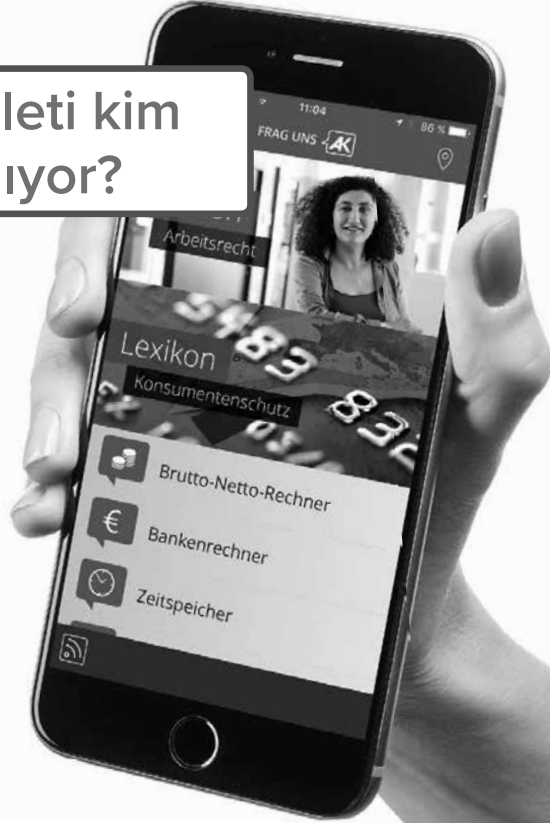 leti kim
ıyor?
11:04
86 %
FRAG UNS AK
Arbeitsrecht
Lexikon
Konsumentenschutz
Brutto-Netto-Rechner
Bankenrechner
Zeitspeicher